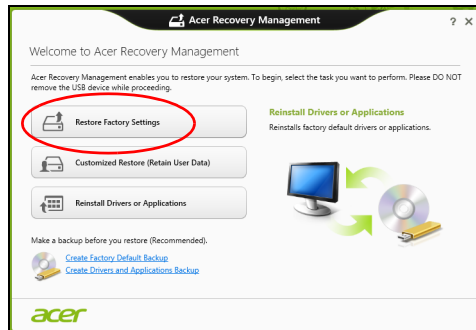 Acer Recovery Management
? X
Welcome to Acer Recovery Management
Acer Recovery Management enables you to restore your system. To begin, select the task you want to perform. Please DO NOT
remove the USB device while proceeding.
Restore Factory Settings
Customized Restore (Retain User Data)
Reinstall Drivers or Applications
Reinstall Drivers or Applications
Reinstalls factory default drivers or applications.
Make a backup before you restore (Recommended).
Create Factory Default Backup
Create Drivers and Applications Backup
acer